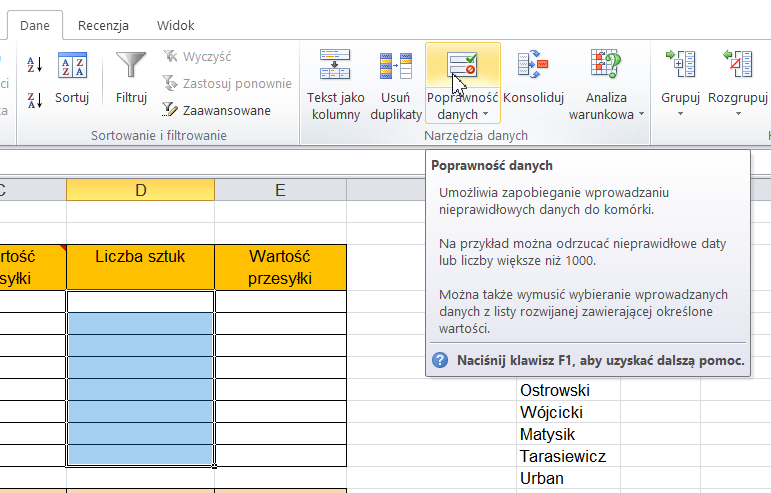 Dane Recenzja Widok
Wyczyść
Zastosuj ponownie
Zaawansowane
Sortuj
Filtruj
Tekst jako kolumny
Usuń duplikaty
Poprawność danych
Konsoliduj
Analiza warunkowa
Grupuj
Rozgrupuj
Sortowanie i filtrowanie
Narzędzia danych
Poprawność danych
Umożliwia zapobieganie wprowadzaniu
nieprawidłowych danych do komórki.
Na przykład można odrzucać nieprawidłowe daty
lub liczby większe niż 1000.
Można także wymusić wybieranie wprowadzanych
danych z listy rozwijanej zawierającej określone
wartości.
Naciśnij klawisz F1, aby uzyskać dalszą pomoc.
C D E
rtość
syłki
Liczba sztuk
Wartość
przesyłki
Ostrowski
Wójcicki
Matysik
Tarasiewicz
Urban